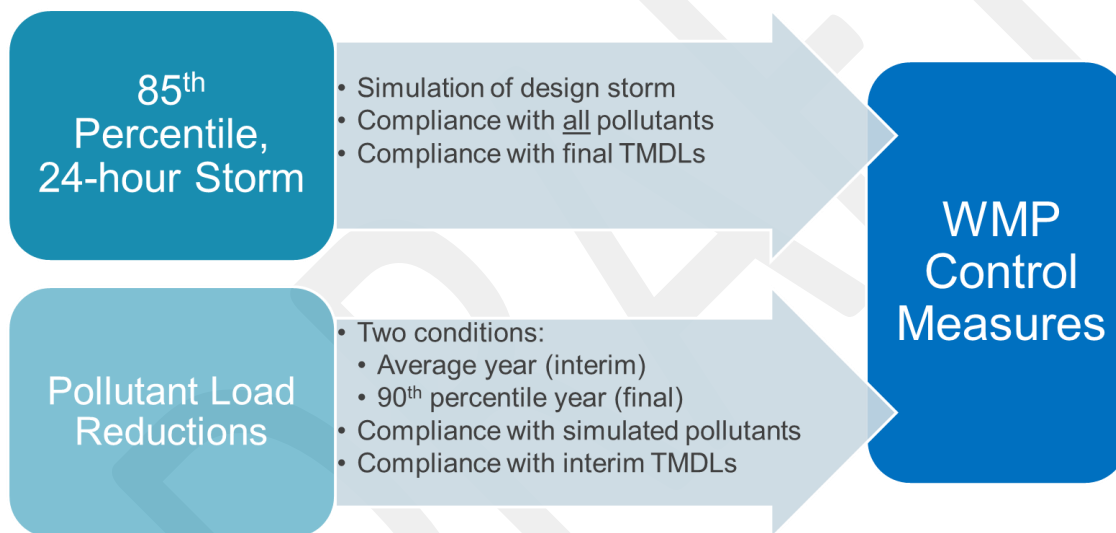 85th
Percentile,
24-hour Storm
• Simulation of design storm
• Compliance with all pollutants
• Compliance with final TMDLs
Pollutant Load
Reductions
• Two conditions:
• Average year (interim)
• 90th percentile year (final)
• Compliance with simulated pollutants
• Compliance with interim TMDLs
WMP
Control
Measures